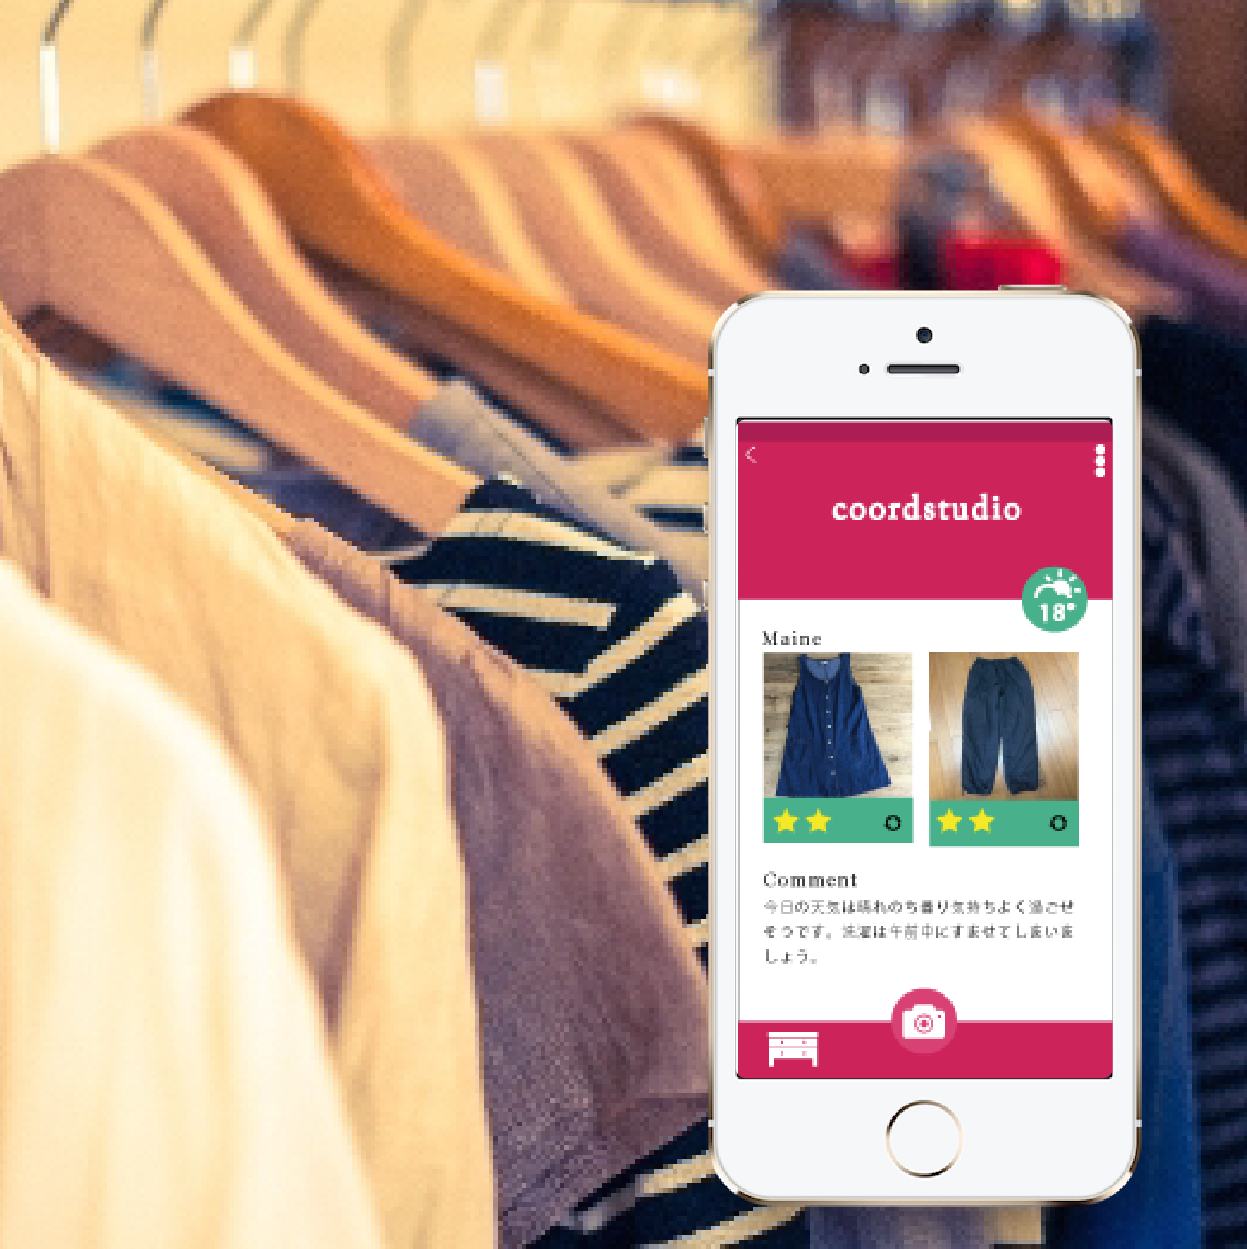 coordstudio
18°
Maine
Comment
今日の天気は晴れのち曇り気持ちよく過ごせ
そうです。洗濯は午前中にすませてしまいま
しょう。